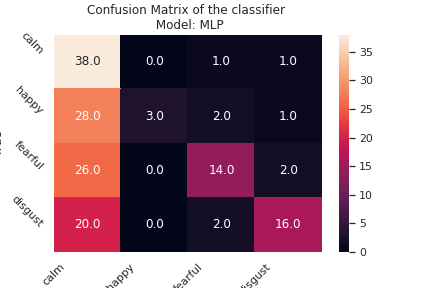 Confusion Matrix of the classifier
Model: MLP
calm 38.0 0.0 1.0 1.0
happy 28.0 3.0 2.0 1.0
fearful 26.0 0.0 14.0 2.0
disgust 20.0 0.0 2.0 16.0
calm happy fearful disgust
35
30
25
20
15
10
5
0